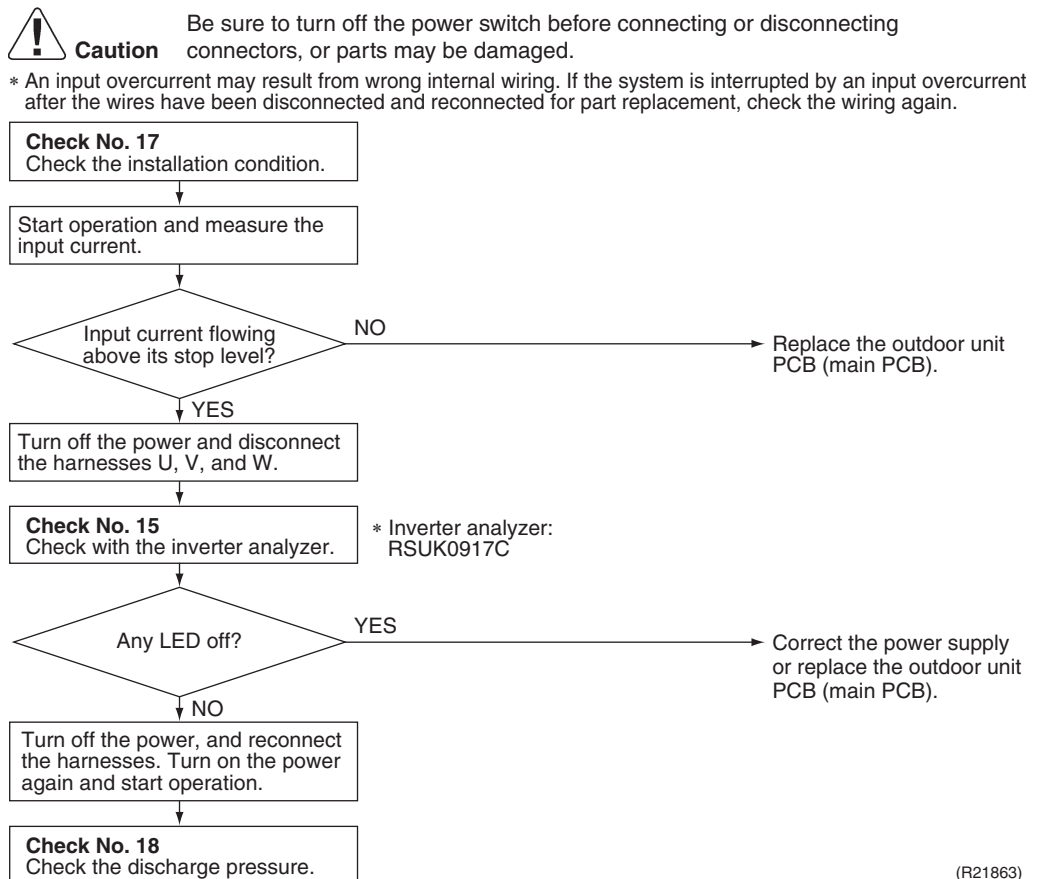 Be sure to turn off the power switch before connecting or disconnecting
Caution connectors, or parts may be damaged.
* An input overcurrent may result from wrong internal wiring. If the system is interrupted by an input overcurrent
after the wires have been disconnected and reconnected for part replacement, check the wiring again.
Check No. 17
Check the installation condition.
Start operation and measure the
input current.
Input current flowing
above its stop level?
NO
Replace the outdoor unit
PCB (main PCB).
YES
Turn off the power and disconnect
the harnesses U, V, and W.
Check No. 15
Check with the inverter analyzer.
* Inverter analyzer:
RSUK0917C
Any LED off?
YES
Correct the power supply
or replace the outdoor unit
PCB (main PCB).
NO
Turn off the power, and reconnect
the harnesses. Turn on the power
again and start operation.
Check No. 18
Check the discharge pressure.
(R21863)